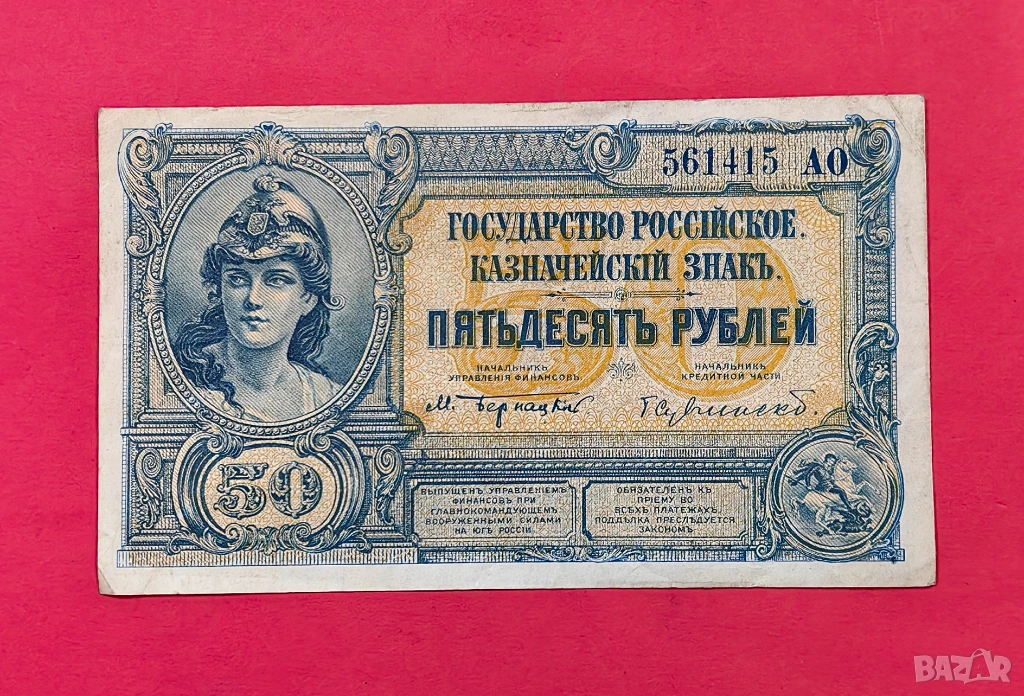 561415 АО
ГОСУДАРСТВО РОССІЙСКОЕ.
КАЗНАЧЕЙСКІЙ ЗНАКЪ.
ПЯТЬДЕСЯТЪ РУБЛЕЙ
НАЧАЛЬНИКЪ
УПРАВЛЕНІЯ ФИНАНСОВЪ.
НАЧАЛЬНИКЪ
КРЕДИТНОЙ ЧАСТИ.
М. Бернацкій
50
ВЫПУЩЕНЪ УПРАВЛЕНІЕМЪ
ФИНАНСОВЪ ПРИ
ГЛАВНОКОМАНДУЮЩЕМЪ
ВООРУЖЕННЫМИ СИЛАМИ
НА ЮГѢ РОССІИ.
ОБЯЗАТЕЛЕНЪ КЪ
ПРІЕМУ ВО
ВСѢХЪ ПЛАТЕЖАХЪ.
ПОДДѢЛКА ПРЕСЛѢДУЕТСЯ
ЗАКОНОМЪ.
BAZAR